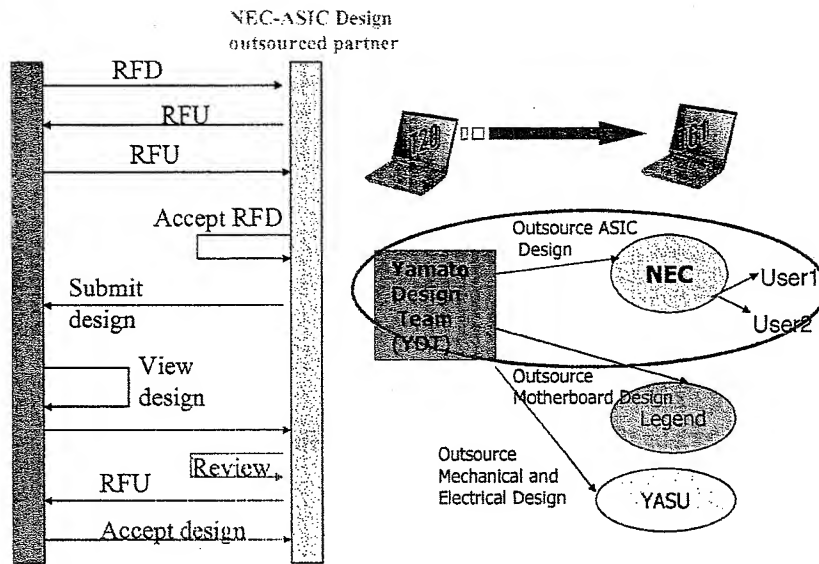 NEC-ASIC Design
outsourced partner
RFD
RFU
RFU
Accept RFD
Submit
design
View
design
Review
RFU
Accept design
120
161
Outsource ASIC
Design
Yamato
Design
Team
(YDT)
NEC
User1
User2
Outsource
Motherboard Design
Legend
Outsource
Mechanical and
Electrical Design
YASU